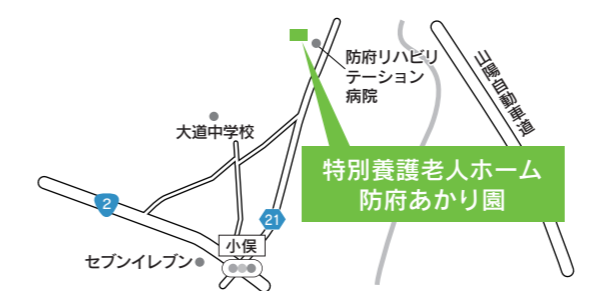 防府リハビリ
テーション
病院
山陽自動車道
大道中学校
特別養護老人ホーム
防府あかり園
2
21
小俣
セブンイレブン